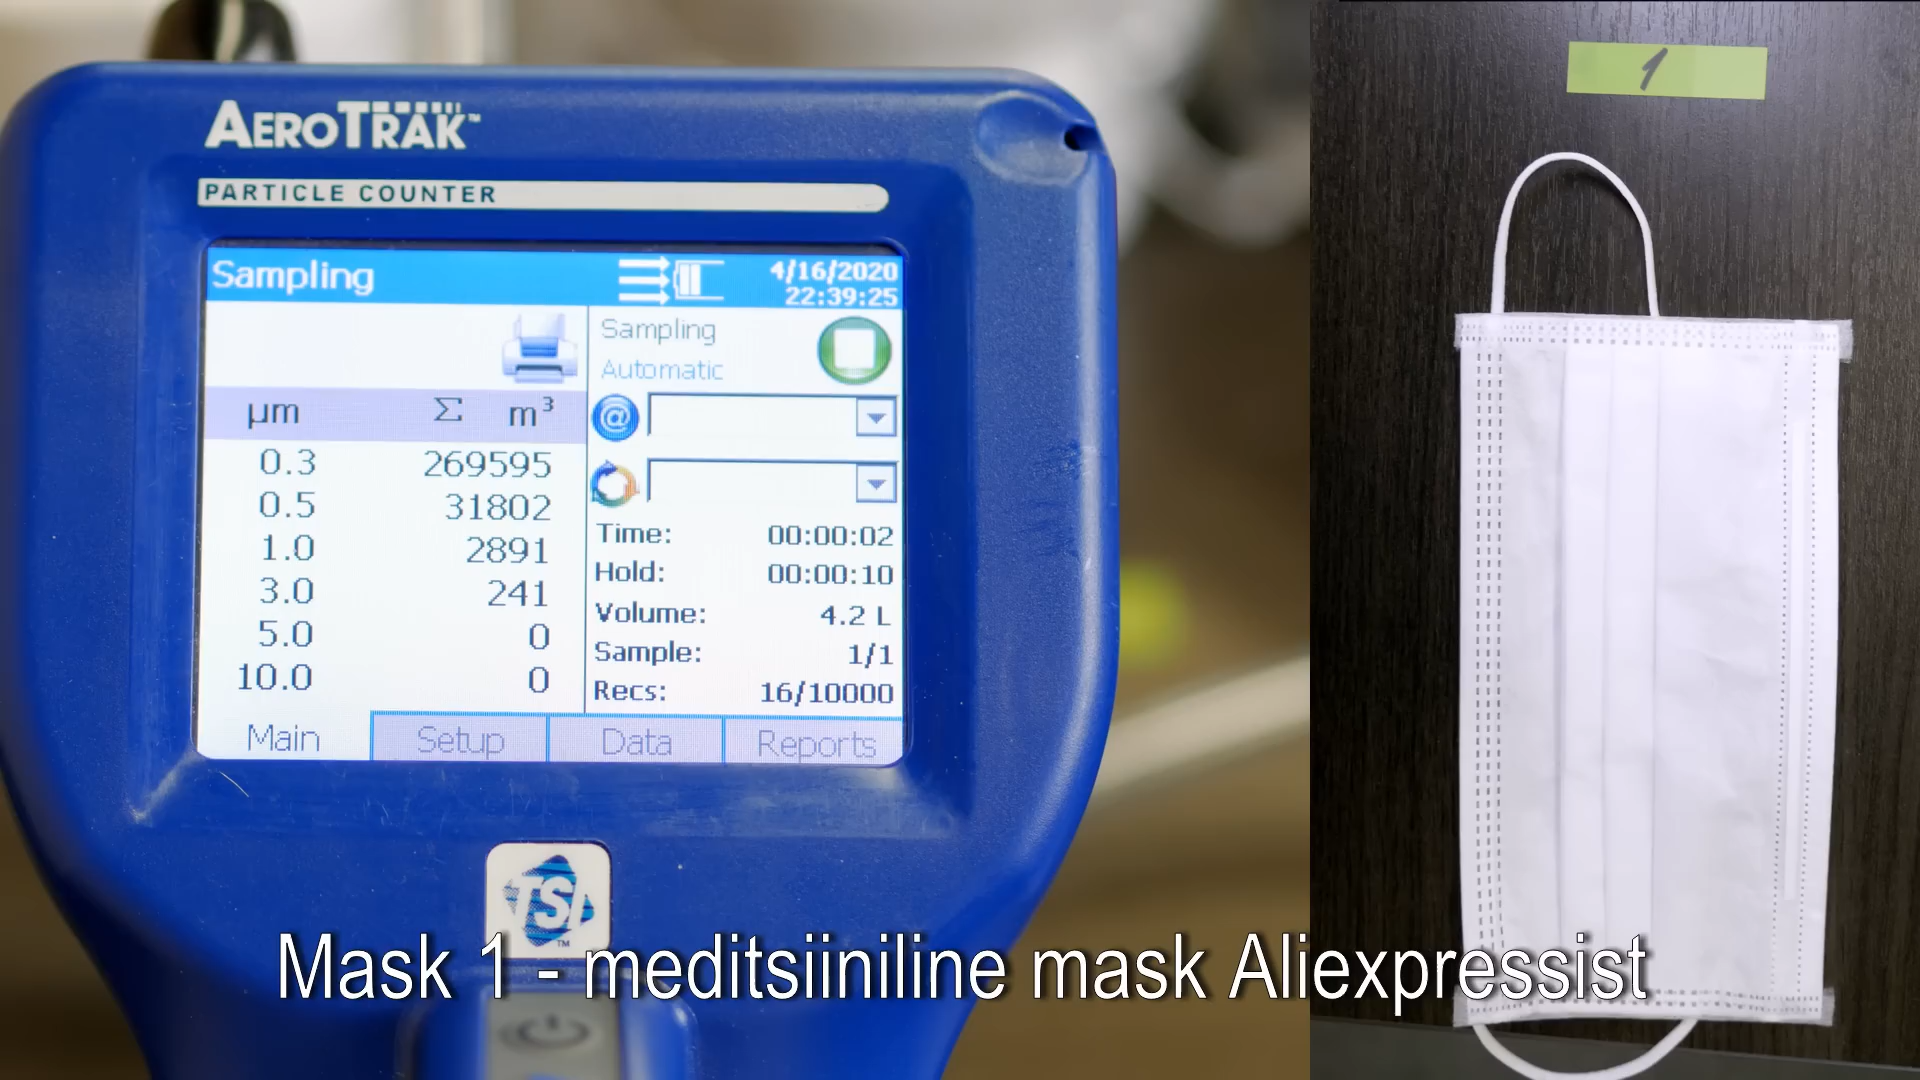 AEROTRAK™
PARTICLE COUNTER
Sampling
4/16/2020
22:39:25
Sampling
Automatic
µm Σ m³
0.3 269595
0.5 31802
1.0 2891
3.0 241
5.0 0
10.0 0
@
Time: 00:00:02
Hold: 00:00:10
Volume: 4.2 L
Sample: 1/1
Recs: 16/10000
Main Setup Data Reports
TSI™
1
Mask 1 - meditsiiniline mask Aliexpressist